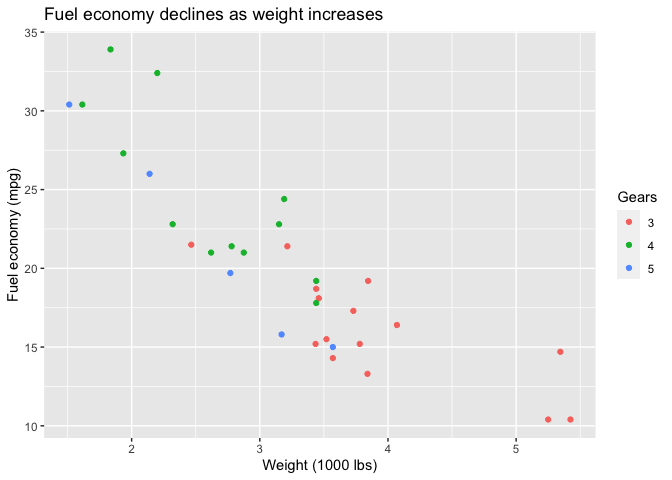 Fuel economy declines as weight increases
35
30
25
20
15
10
Fuel economy (mpg)
2 3 4 5
Weight (1000 lbs)
Gears
3
4
5